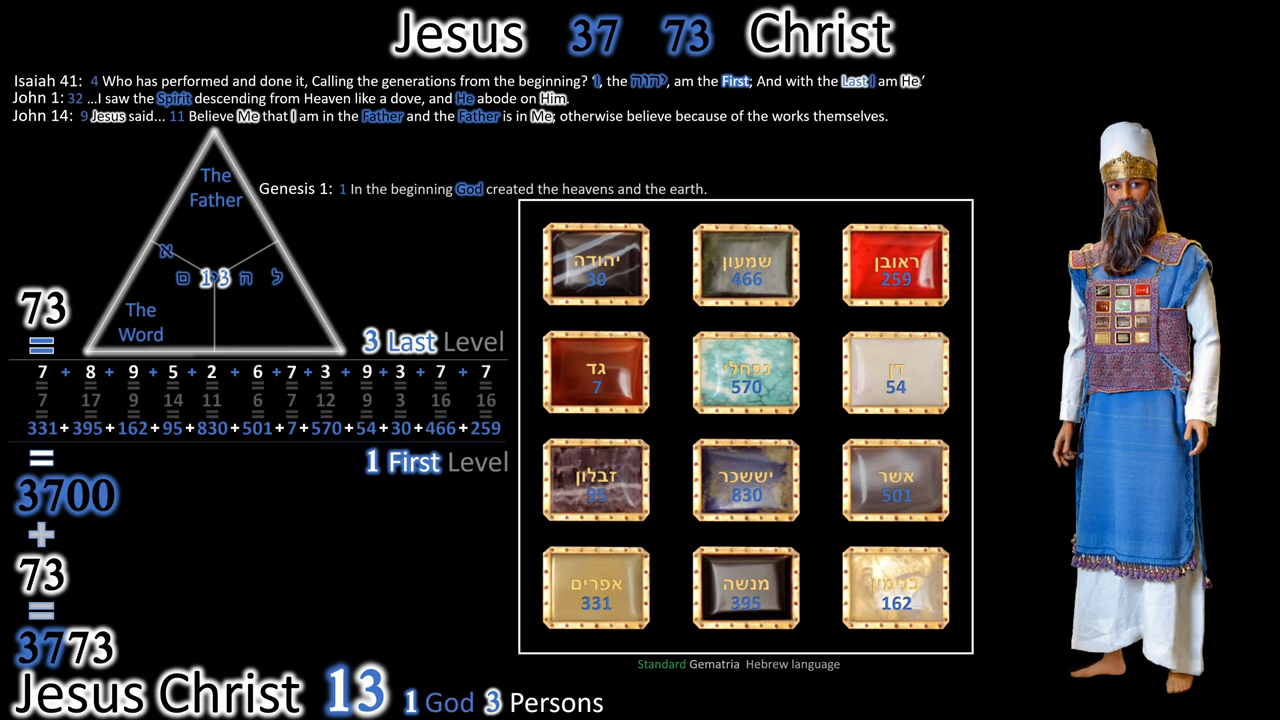 Jesus 37 73 Christ
Isaiah 41: 4 Who has performed and done it, Calling the generations from the beginning? 'I, the יהוה, am the First; And with the Last I am He.'
John 1: 32 ...I saw the Spirit descending from Heaven like a dove, and He abode on Him.
John 14: 9 Jesus said... 11 Believe Me that I am in the Father and the Father is in Me; otherwise believe because of the works themselves.
The
Father
Genesis 1: 1 In the beginning God created the heavens and the earth.
א
ם 13 ה ל
The
Word
73
=
3 Last Level
7 + 8 + 9 + 5 + 2 + 6 + 7 + 3 + 9 + 3 + 7 + 7
7 17 9 14 11 6 7 12 9 3 16 16
331 + 395 + 162 + 95 + 830 + 501 + 7 + 570 + 54 + 30 + 466 + 259
=
1 First Level
3700
+
73
=
3773
Jesus Christ 13 1 God 3 Persons
יהודה שמעון ראובן
30 466 259
גד נפתלי דן
7 570 54
זבלון יששכר אשר
95 830 501
אפרים מנשה בנימין
331 395 162
Standard Gematria Hebrew language